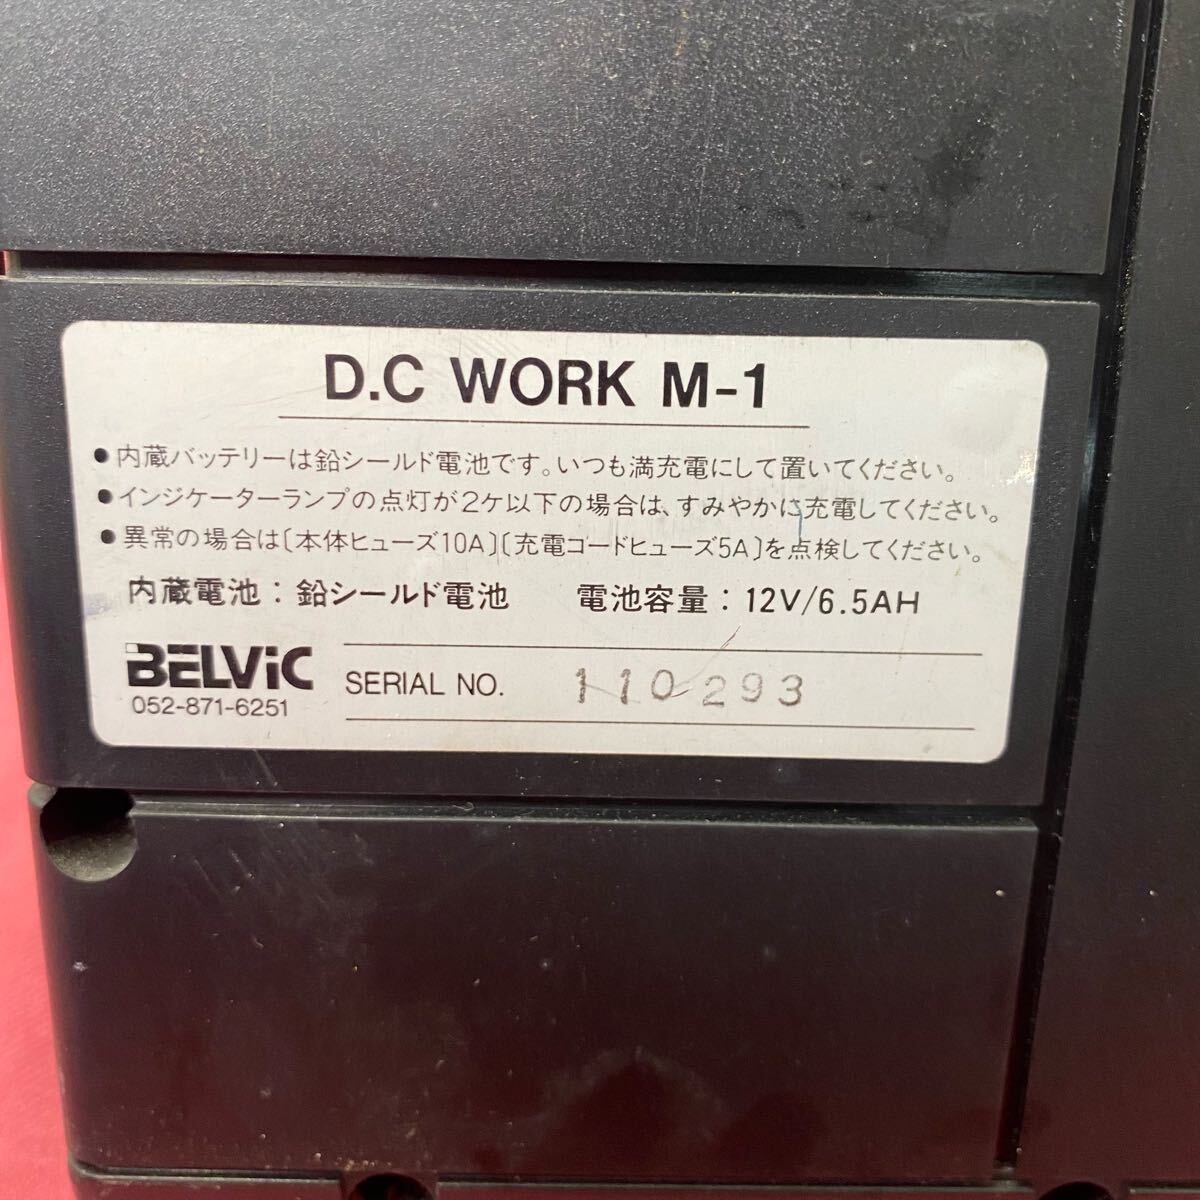 D.C WORK M-1
●内蔵バッテリーは鉛シールド電池です。いつも満充電にして置いてください。
●インジケーターランプの点灯が2ケ以下の場合は、すみやかに充電してください。
●異常の場合は〔本体ヒューズ10A〕〔充電コードヒューズ5A〕を点検してください。
内蔵電池：鉛シールド電池　電池容量：12V/6.5AH
BELViC
052-871-6251
SERIAL NO. 110293